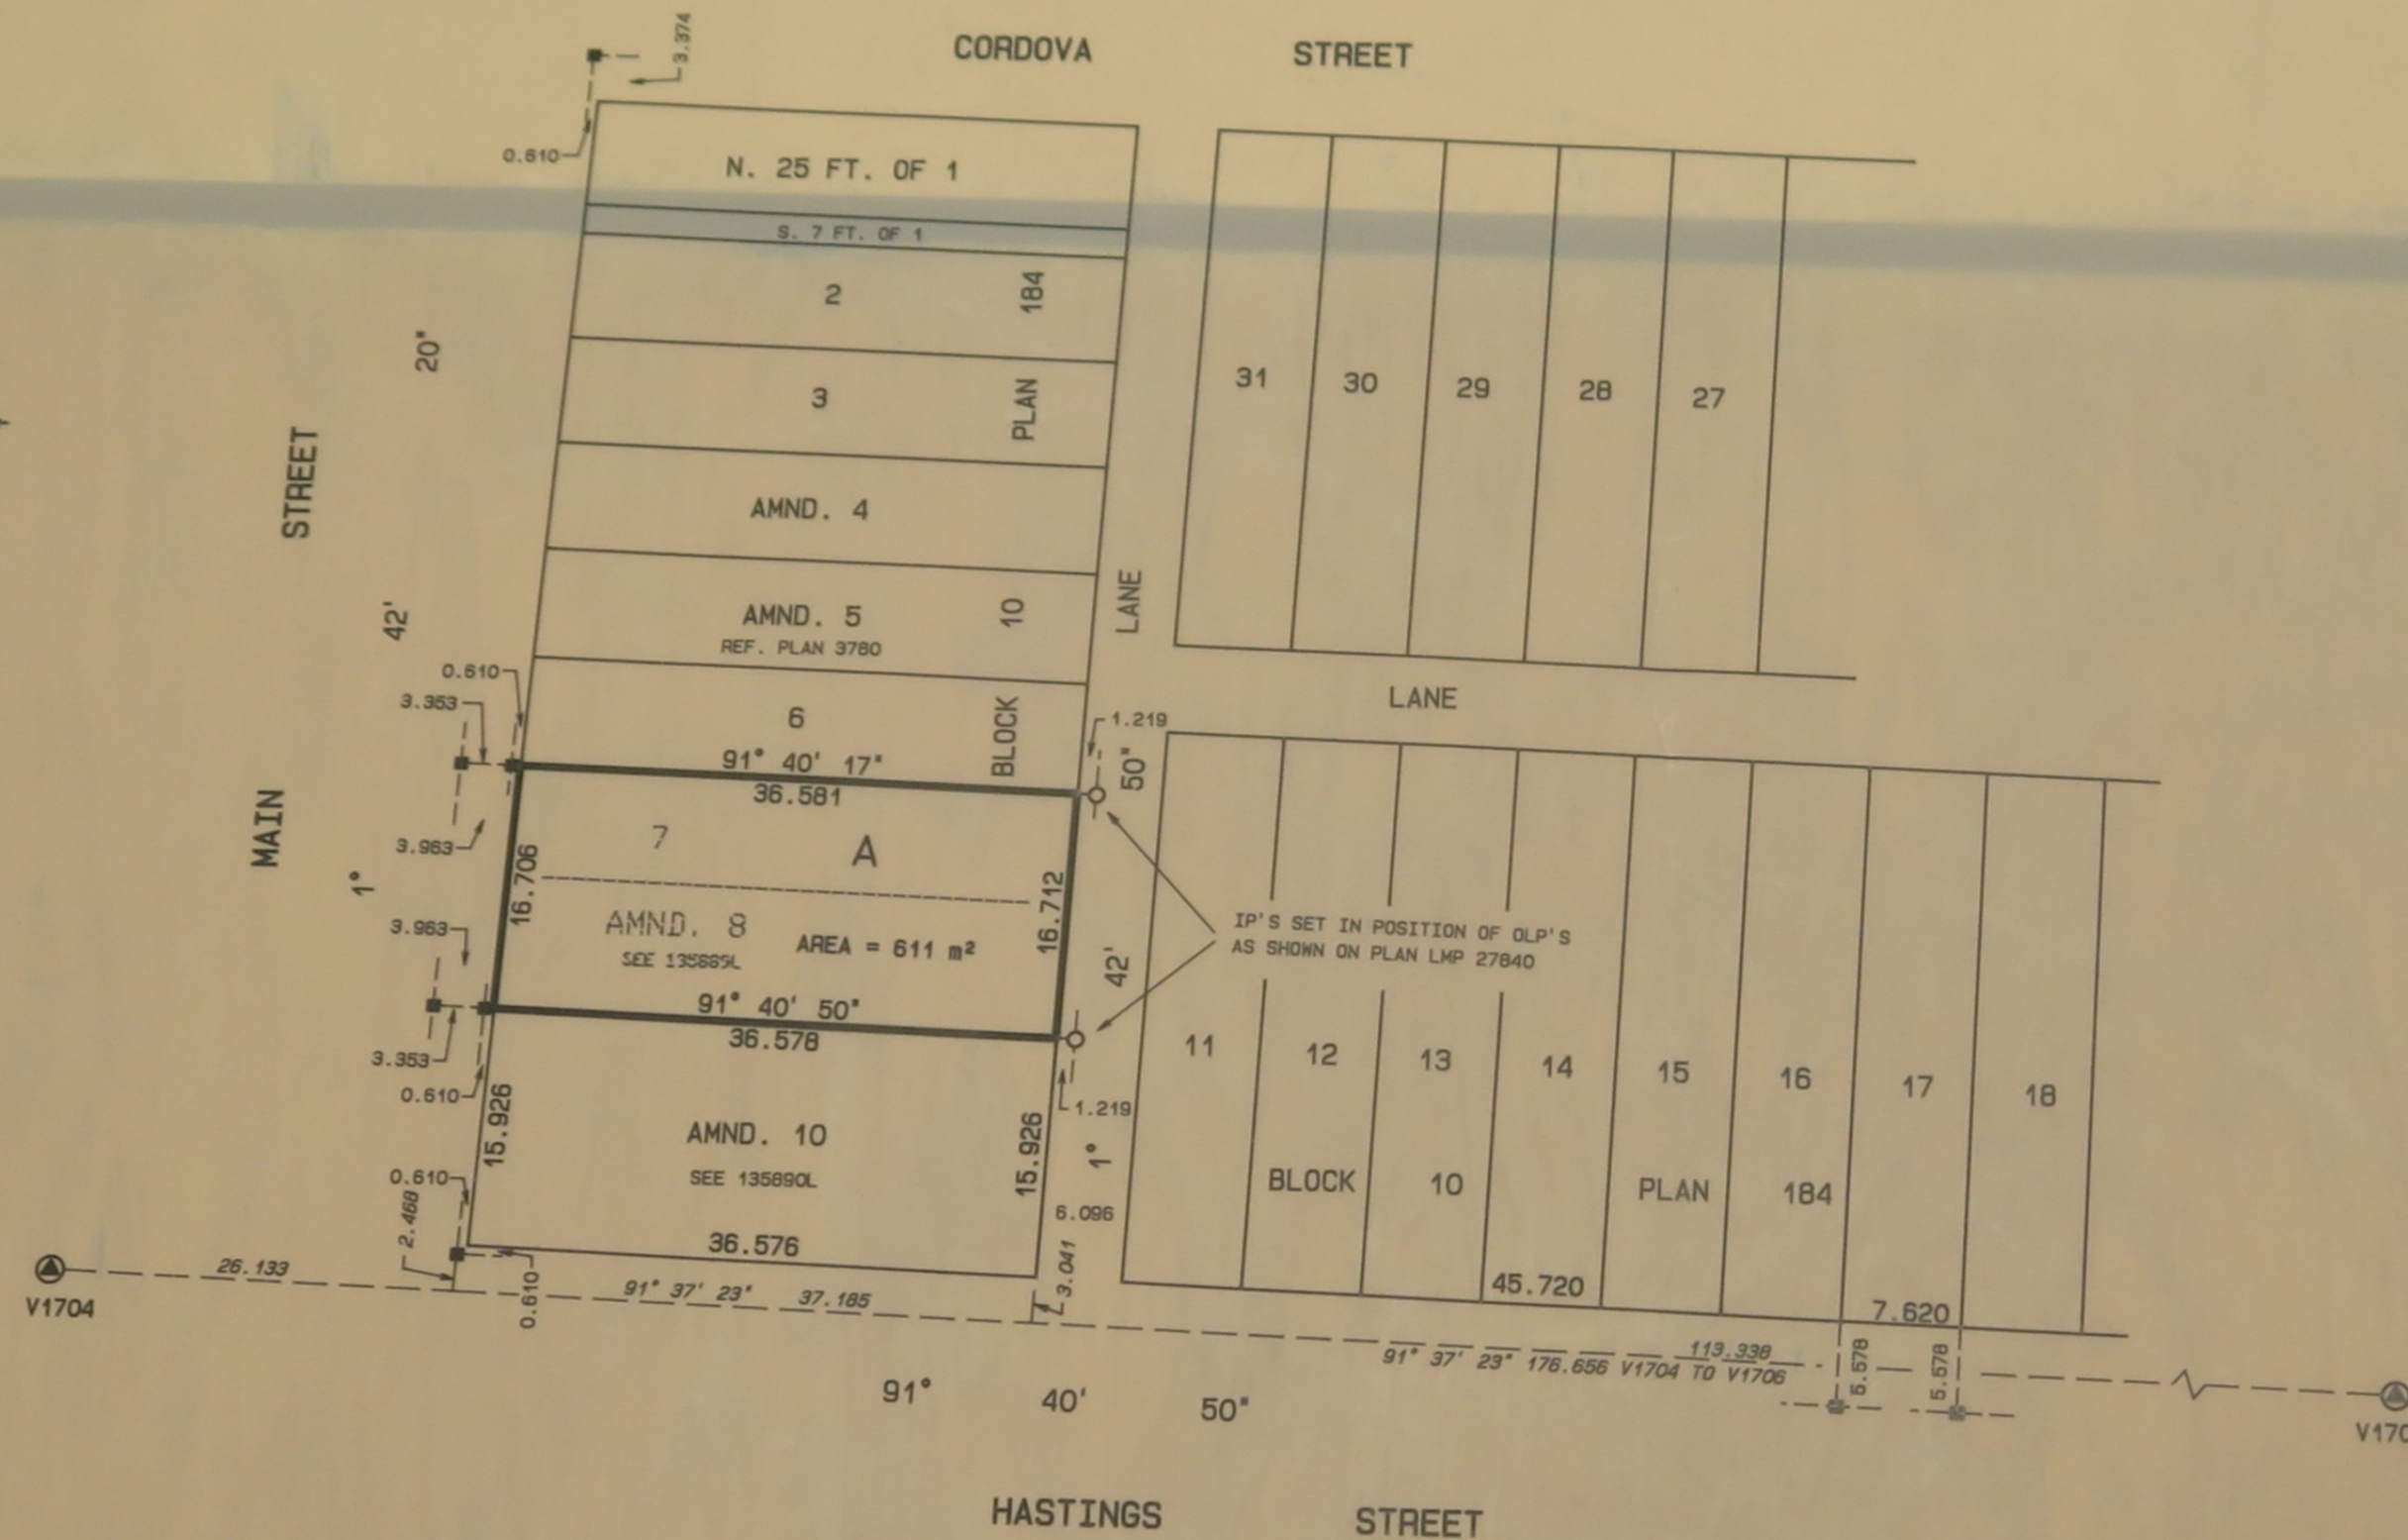 CORDOVA STREET
3.374
0.610
N. 25 FT. OF 1
S. 7 FT. OF 1
2
184
3
PLAN
AMND. 4
AMND. 5
REF. PLAN 3780
10
6
BLOCK
LANE
31
30
29
28
27
LANE
20"
42'
1°
MAIN STREET
0.610
3.353
3.963
3.963
3.353
0.610
91° 40' 17"
36.581
7
A
16.706
16.712
AMND. 8
SEE 135889L
AREA = 611 m²
91° 40' 50"
36.578
1.219
50"
42'
1°
1.219
IP'S SET IN POSITION OF OLP'S
AS SHOWN ON PLAN LMP 27840
15.926
15.926
AMND. 10
SEE 135890L
0.610
2.468
0.610
36.576
6.096
3.041
11
12
13
14
15
16
17
18
BLOCK 10 PLAN 184
45.720
7.620
V1704
26.133
91° 37' 23" 37.185
113.338
91° 37' 23" 176.656 V1704 TO V1706
5.578
5.578
91° 40' 50"
HASTINGS STREET